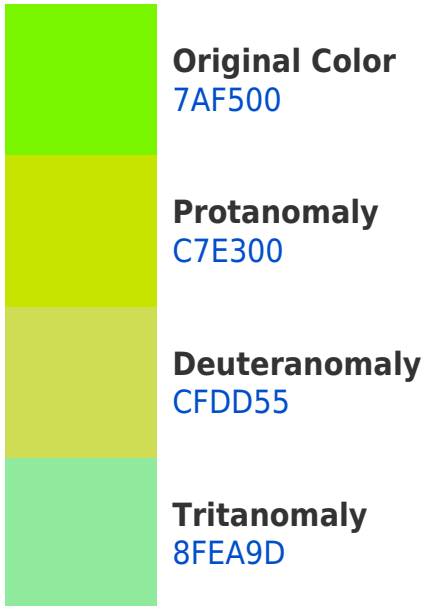 Original Color
7AF500
Protanomaly
C7E300
Deuteranomaly
CFDD55
Tritanomaly
8FEA9D